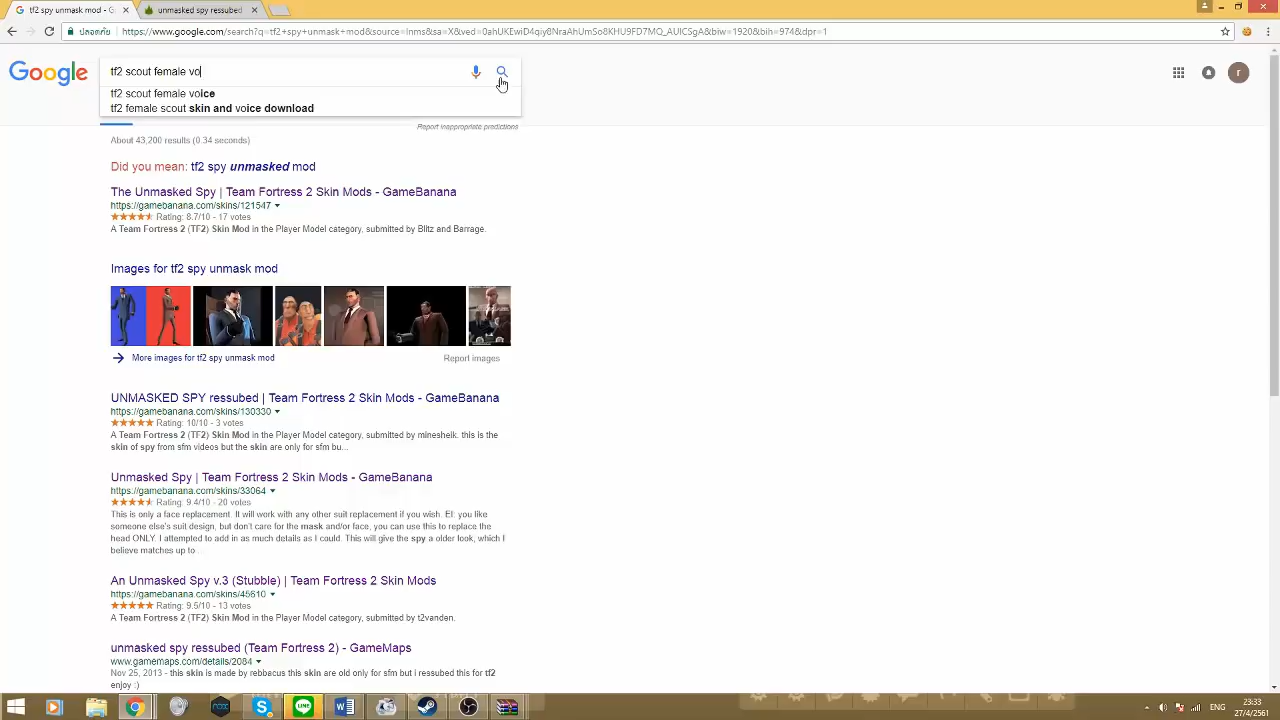 tf2 spy unmask mod - G
unmasked spy ressubed
ปลอดภัย
https://www.google.com/search?q=tf2+spy+unmask+mod&source=lnms&sa=X&ved=0ahUKEwiD4qiy8NraAhUmSo8KHU9FD7MQ_AUICSgA&biw=1920&bih=974&dpr=1
Google
tf2 scout female vo
r
tf2 scout female voice
tf2 female scout skin and voice download
Report inappropriate predictions
About 43,200 results (0.34 seconds)
Did you mean: tf2 spy unmasked mod
The Unmasked Spy | Team Fortress 2 Skin Mods - GameBanana
https://gamebanana.com/skins/121547
Rating: 8.7/10 - 17 votes
A Team Fortress 2 (TF2) Skin Mod in the Player Model category, submitted by Blitz and Barrage.
Images for tf2 spy unmask mod
More images for tf2 spy unmask mod
Report images
UNMASKED SPY ressubed | Team Fortress 2 Skin Mods - GameBanana
https://gamebanana.com/skins/130330
Rating: 10/10 - 3 votes
A Team Fortress 2 (TF2) Skin Mod in the Player Model category, submitted by minesheik. this is the
skin of spy from sfm videos but the skin are only for sfm bu...
Unmasked Spy | Team Fortress 2 Skin Mods - GameBanana
https://gamebanana.com/skins/33064
Rating: 9.4/10 - 20 votes
This is only a face replacement. It will work with any other suit replacement if you wish. EI: you like
someone else's suit design, but don't care for the mask and/or face, you can use this to replace the
head ONLY. I attempted to add in as much details as I could. This will give the spy a older look, which I
believe matches up to
An Unmasked Spy v.3 (Stubble) | Team Fortress 2 Skin Mods
https://gamebanana.com/skins/45610
Rating: 9.5/10 - 13 votes
A Team Fortress 2 (TF2) Skin Mod in the Player Model category, submitted by t2vanden.
unmasked spy ressubed (Team Fortress 2) - GameMaps
www.gamemaps.com/details/2084
Nov 25, 2013 - this skin is made by rebbacus this skin are old only for sfm but i ressubed this for tf2
enjoy :)
ENG
23:33
27/4/2561